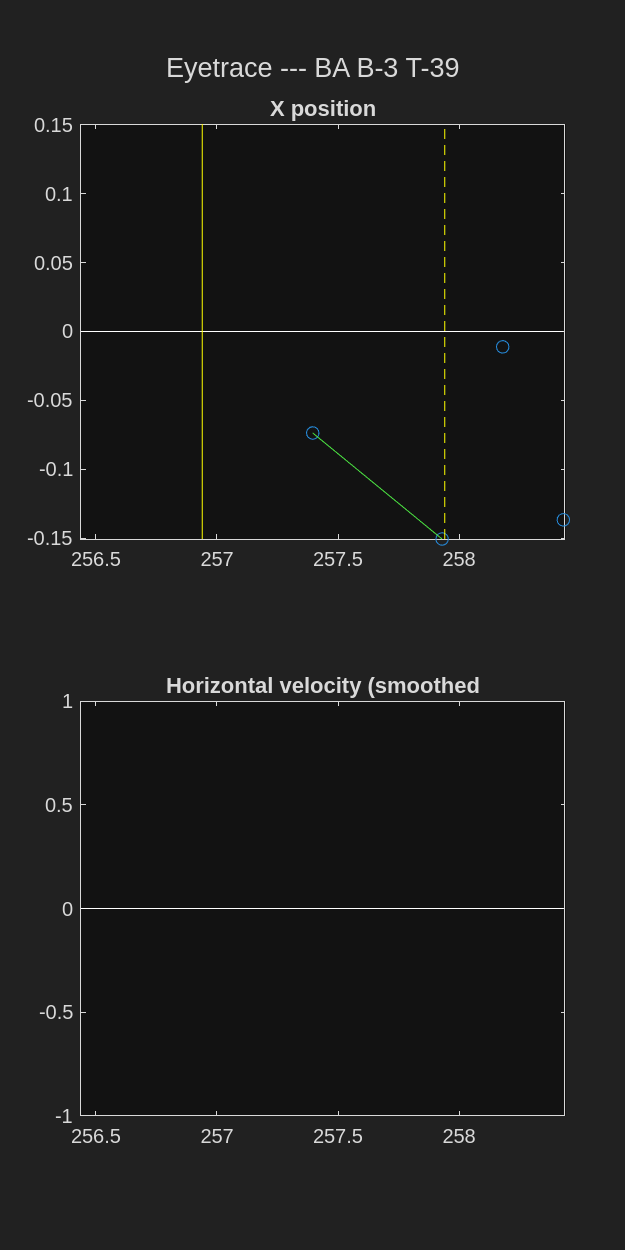 Eyetrace --- BA B-3 T-39
X position
0.15
0.1
0.05
0
-0.05
-0.1
-0.15
256.5 257 257.5 258
Horizontal velocity (smoothed
1
0.5
0
-0.5
-1
256.5 257 257.5 258